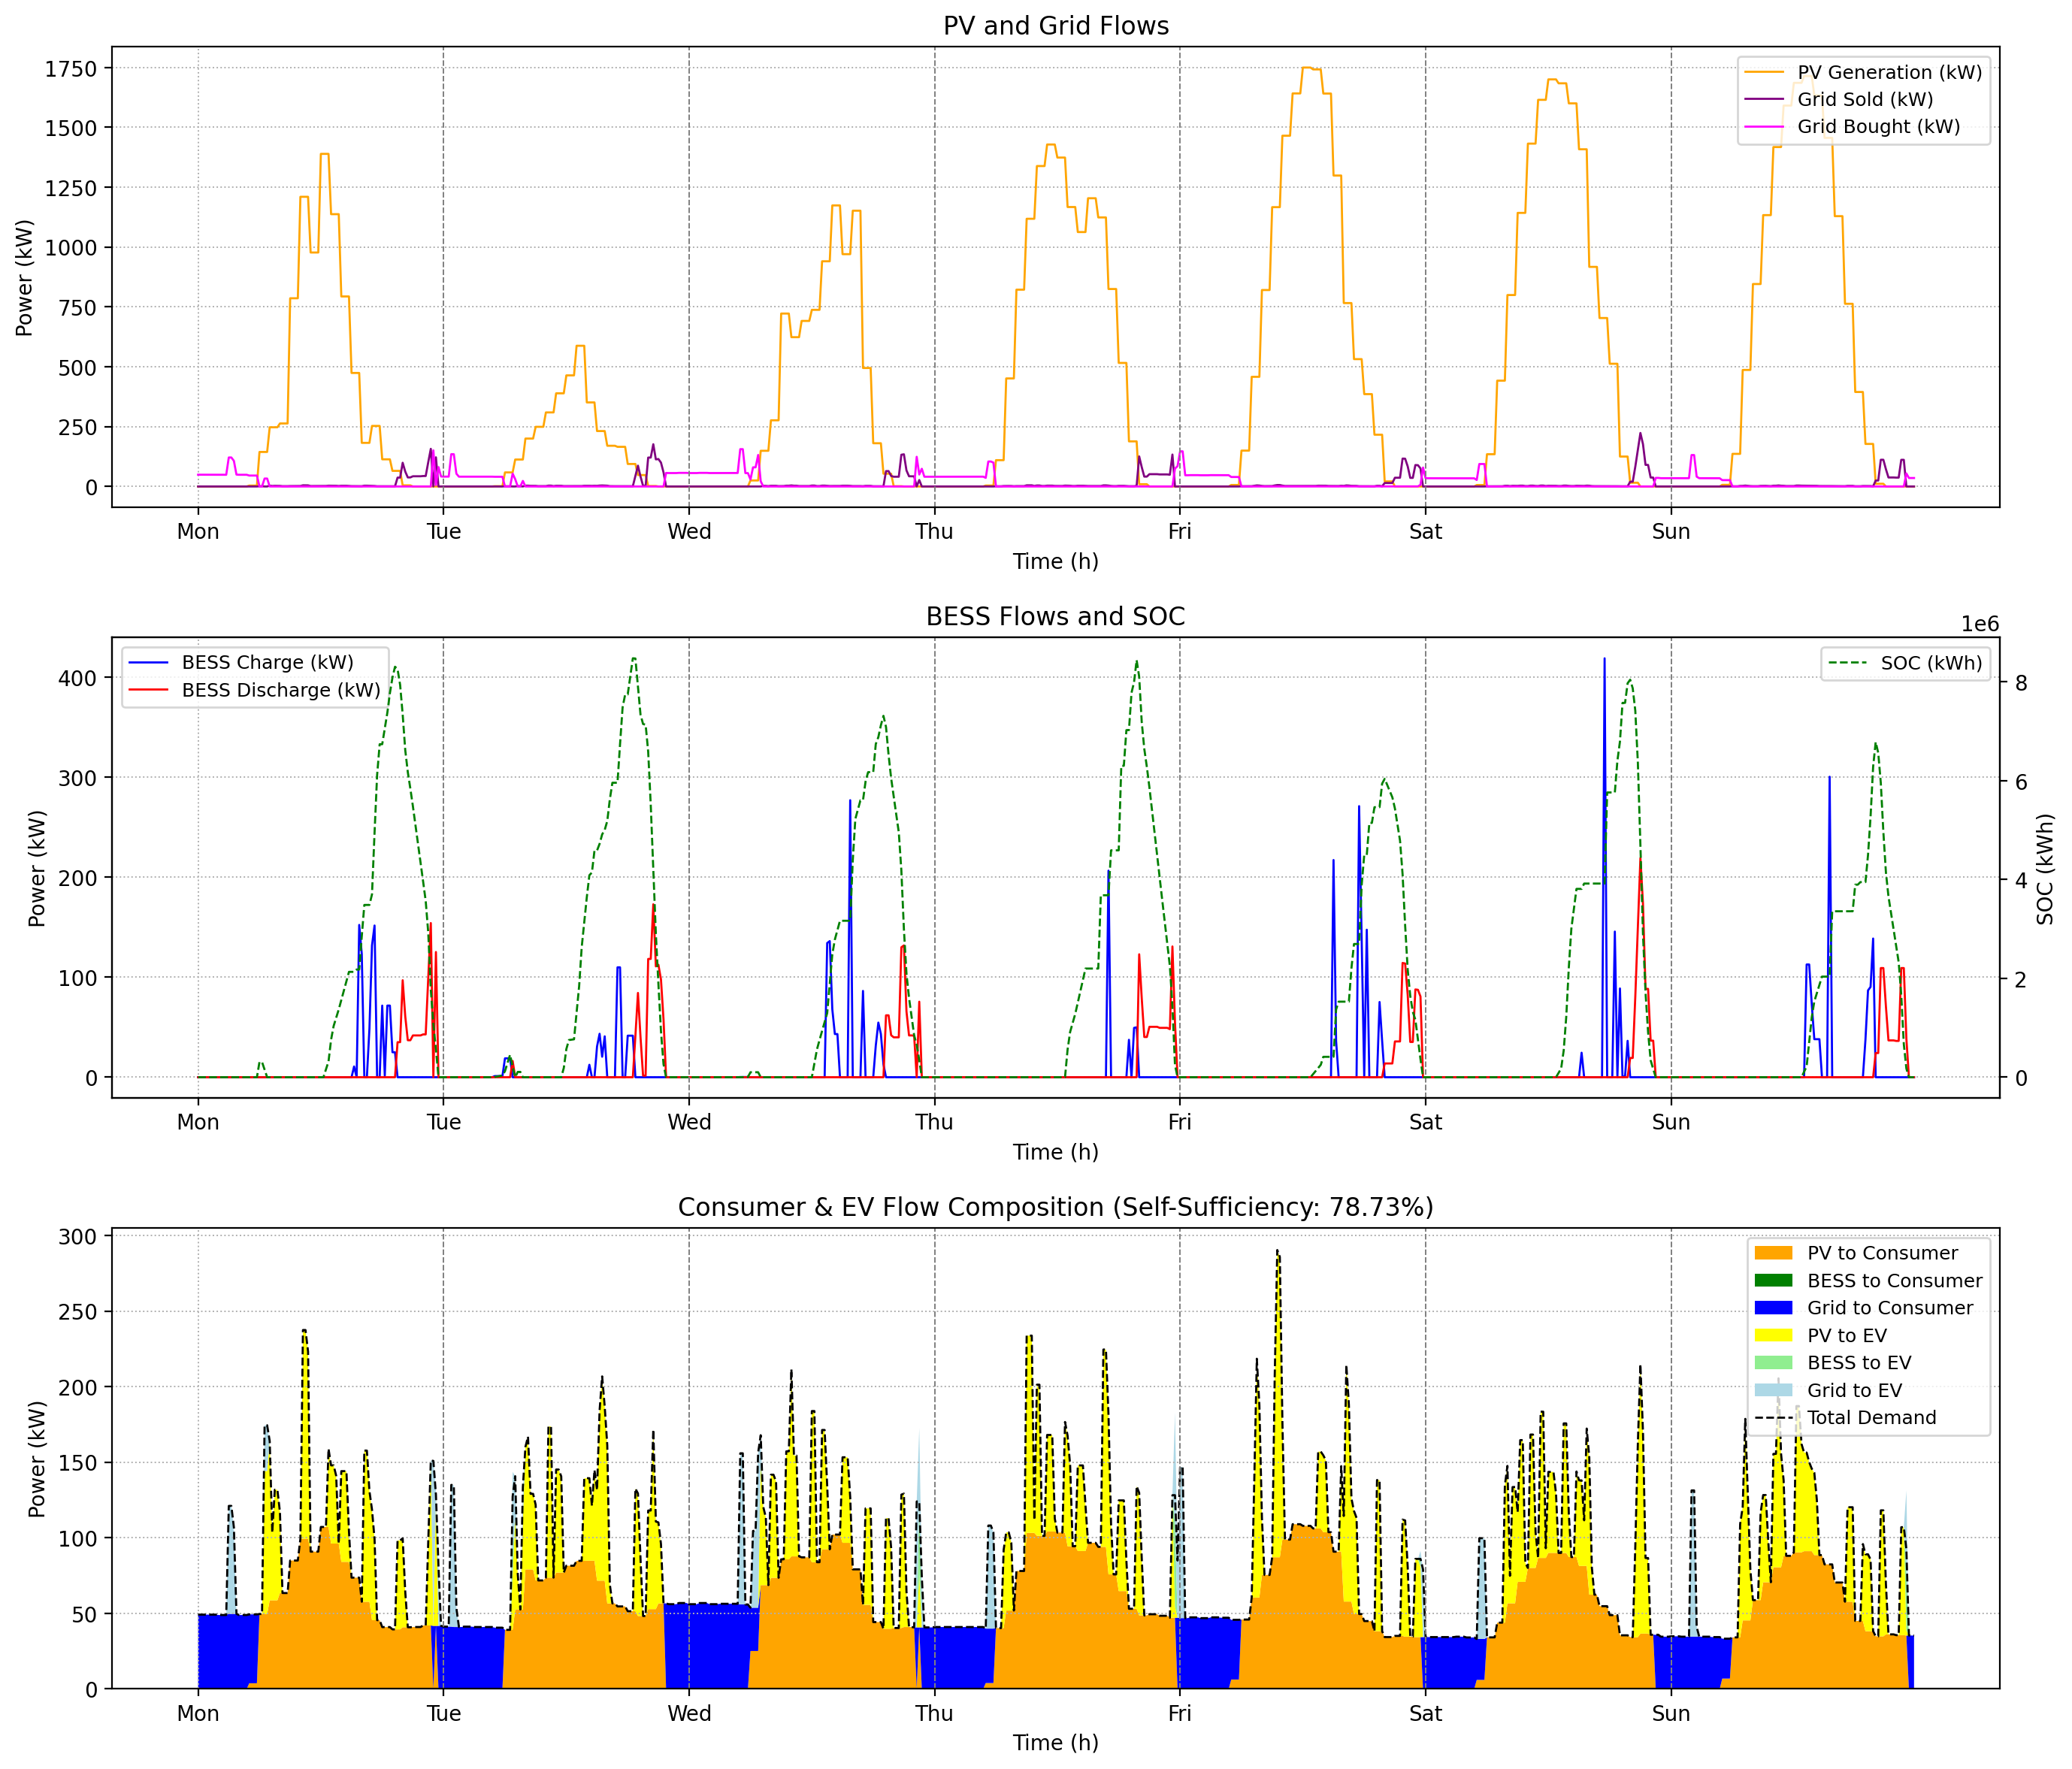 PV and Grid Flows
Power (kW)
1750
1500
1250
1000
750
500
250
0
PV Generation (kW)
Grid Sold (kW)
Grid Bought (kW)
Mon Tue Wed Thu Fri Sat Sun
Time (h)
BESS Flows and SOC
1e6
Power (kW)
400
300
200
100
0
BESS Charge (kW)
BESS Discharge (kW)
SOC (kWh)
8
6
4
2
0
SOC (kWh)
Mon Tue Wed Thu Fri Sat Sun
Time (h)
Consumer & EV Flow Composition (Self-Sufficiency: 78.73%)
Power (kW)
300
250
200
150
100
50
0
PV to Consumer
BESS to Consumer
Grid to Consumer
PV to EV
BESS to EV
Grid to EV
Total Demand
Mon Tue Wed Thu Fri Sat Sun
Time (h)